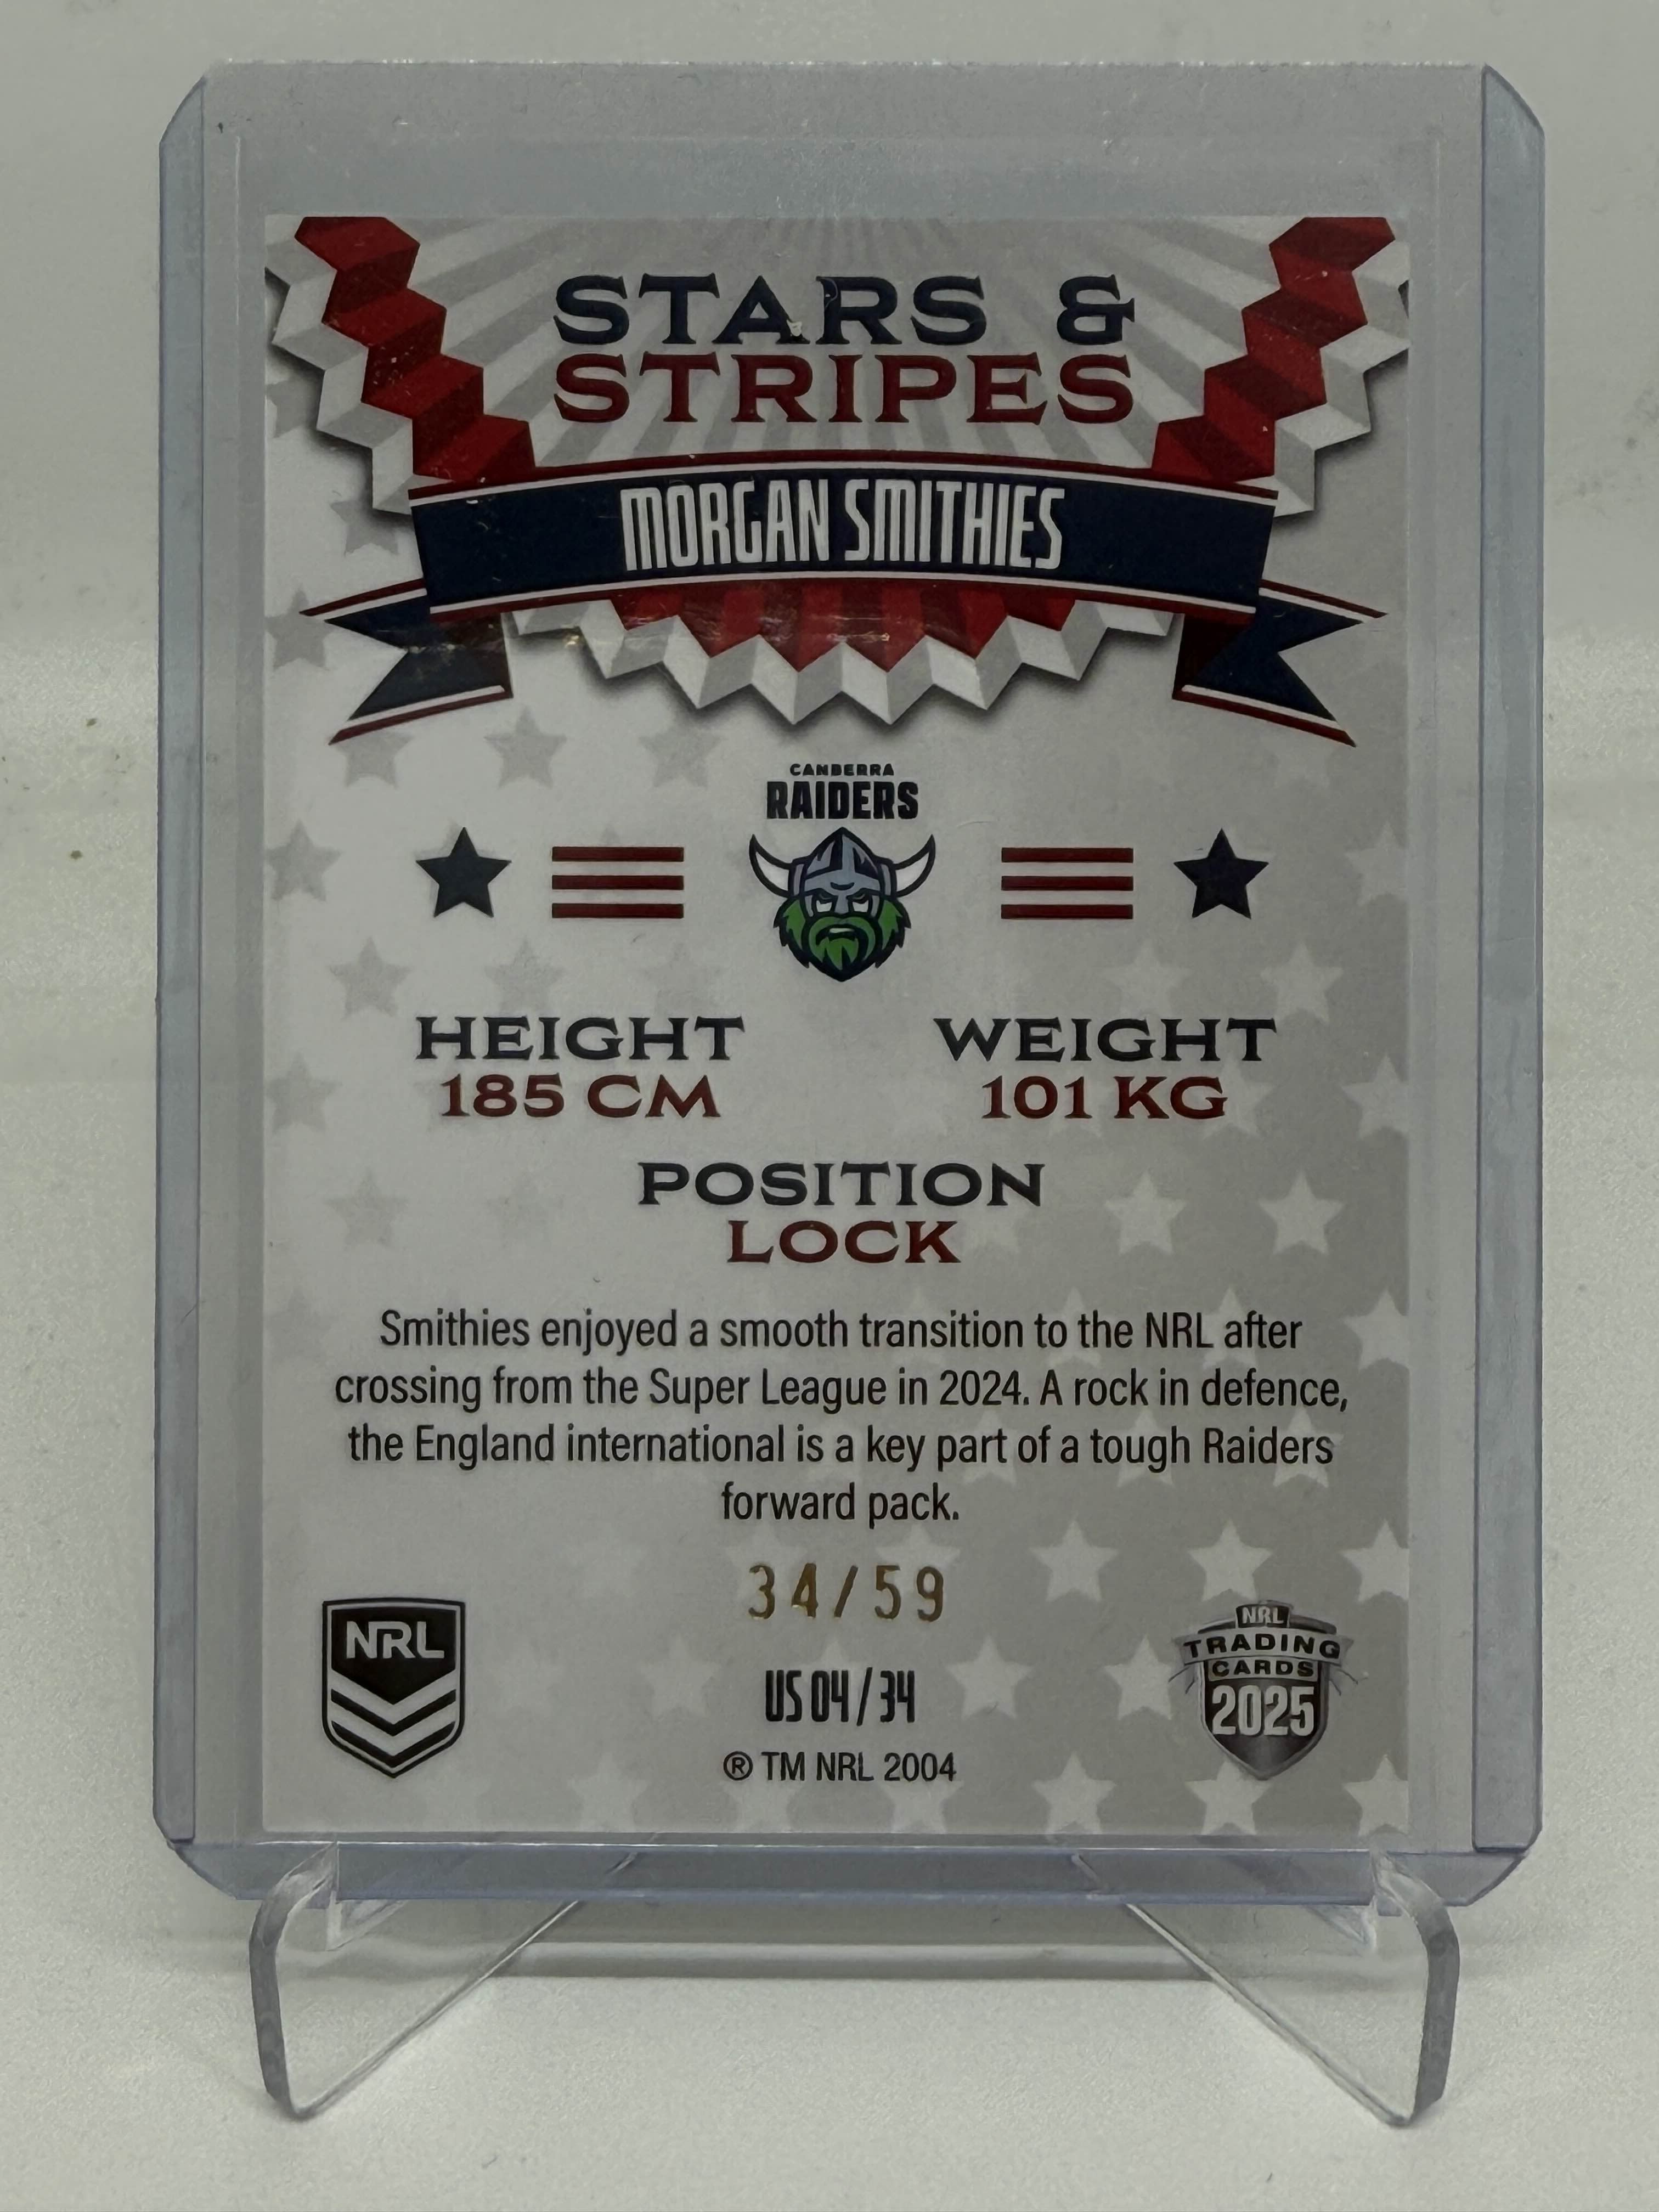 STARS &
STRIPES
MORGAN SMITHIES
CANBERRA
RAIDERS
HEIGHT
185 CM
WEIGHT
101 KG
POSITION
LOCK
Smithies enjoyed a smooth transition to the NRL after
crossing from the Super League in 2024. A rock in defence,
the England international is a key part of a tough Raiders
forward pack.
34/59
NRL
US 04/34
® TM NRL 2004
NRL
TRADING
CARDS
2025